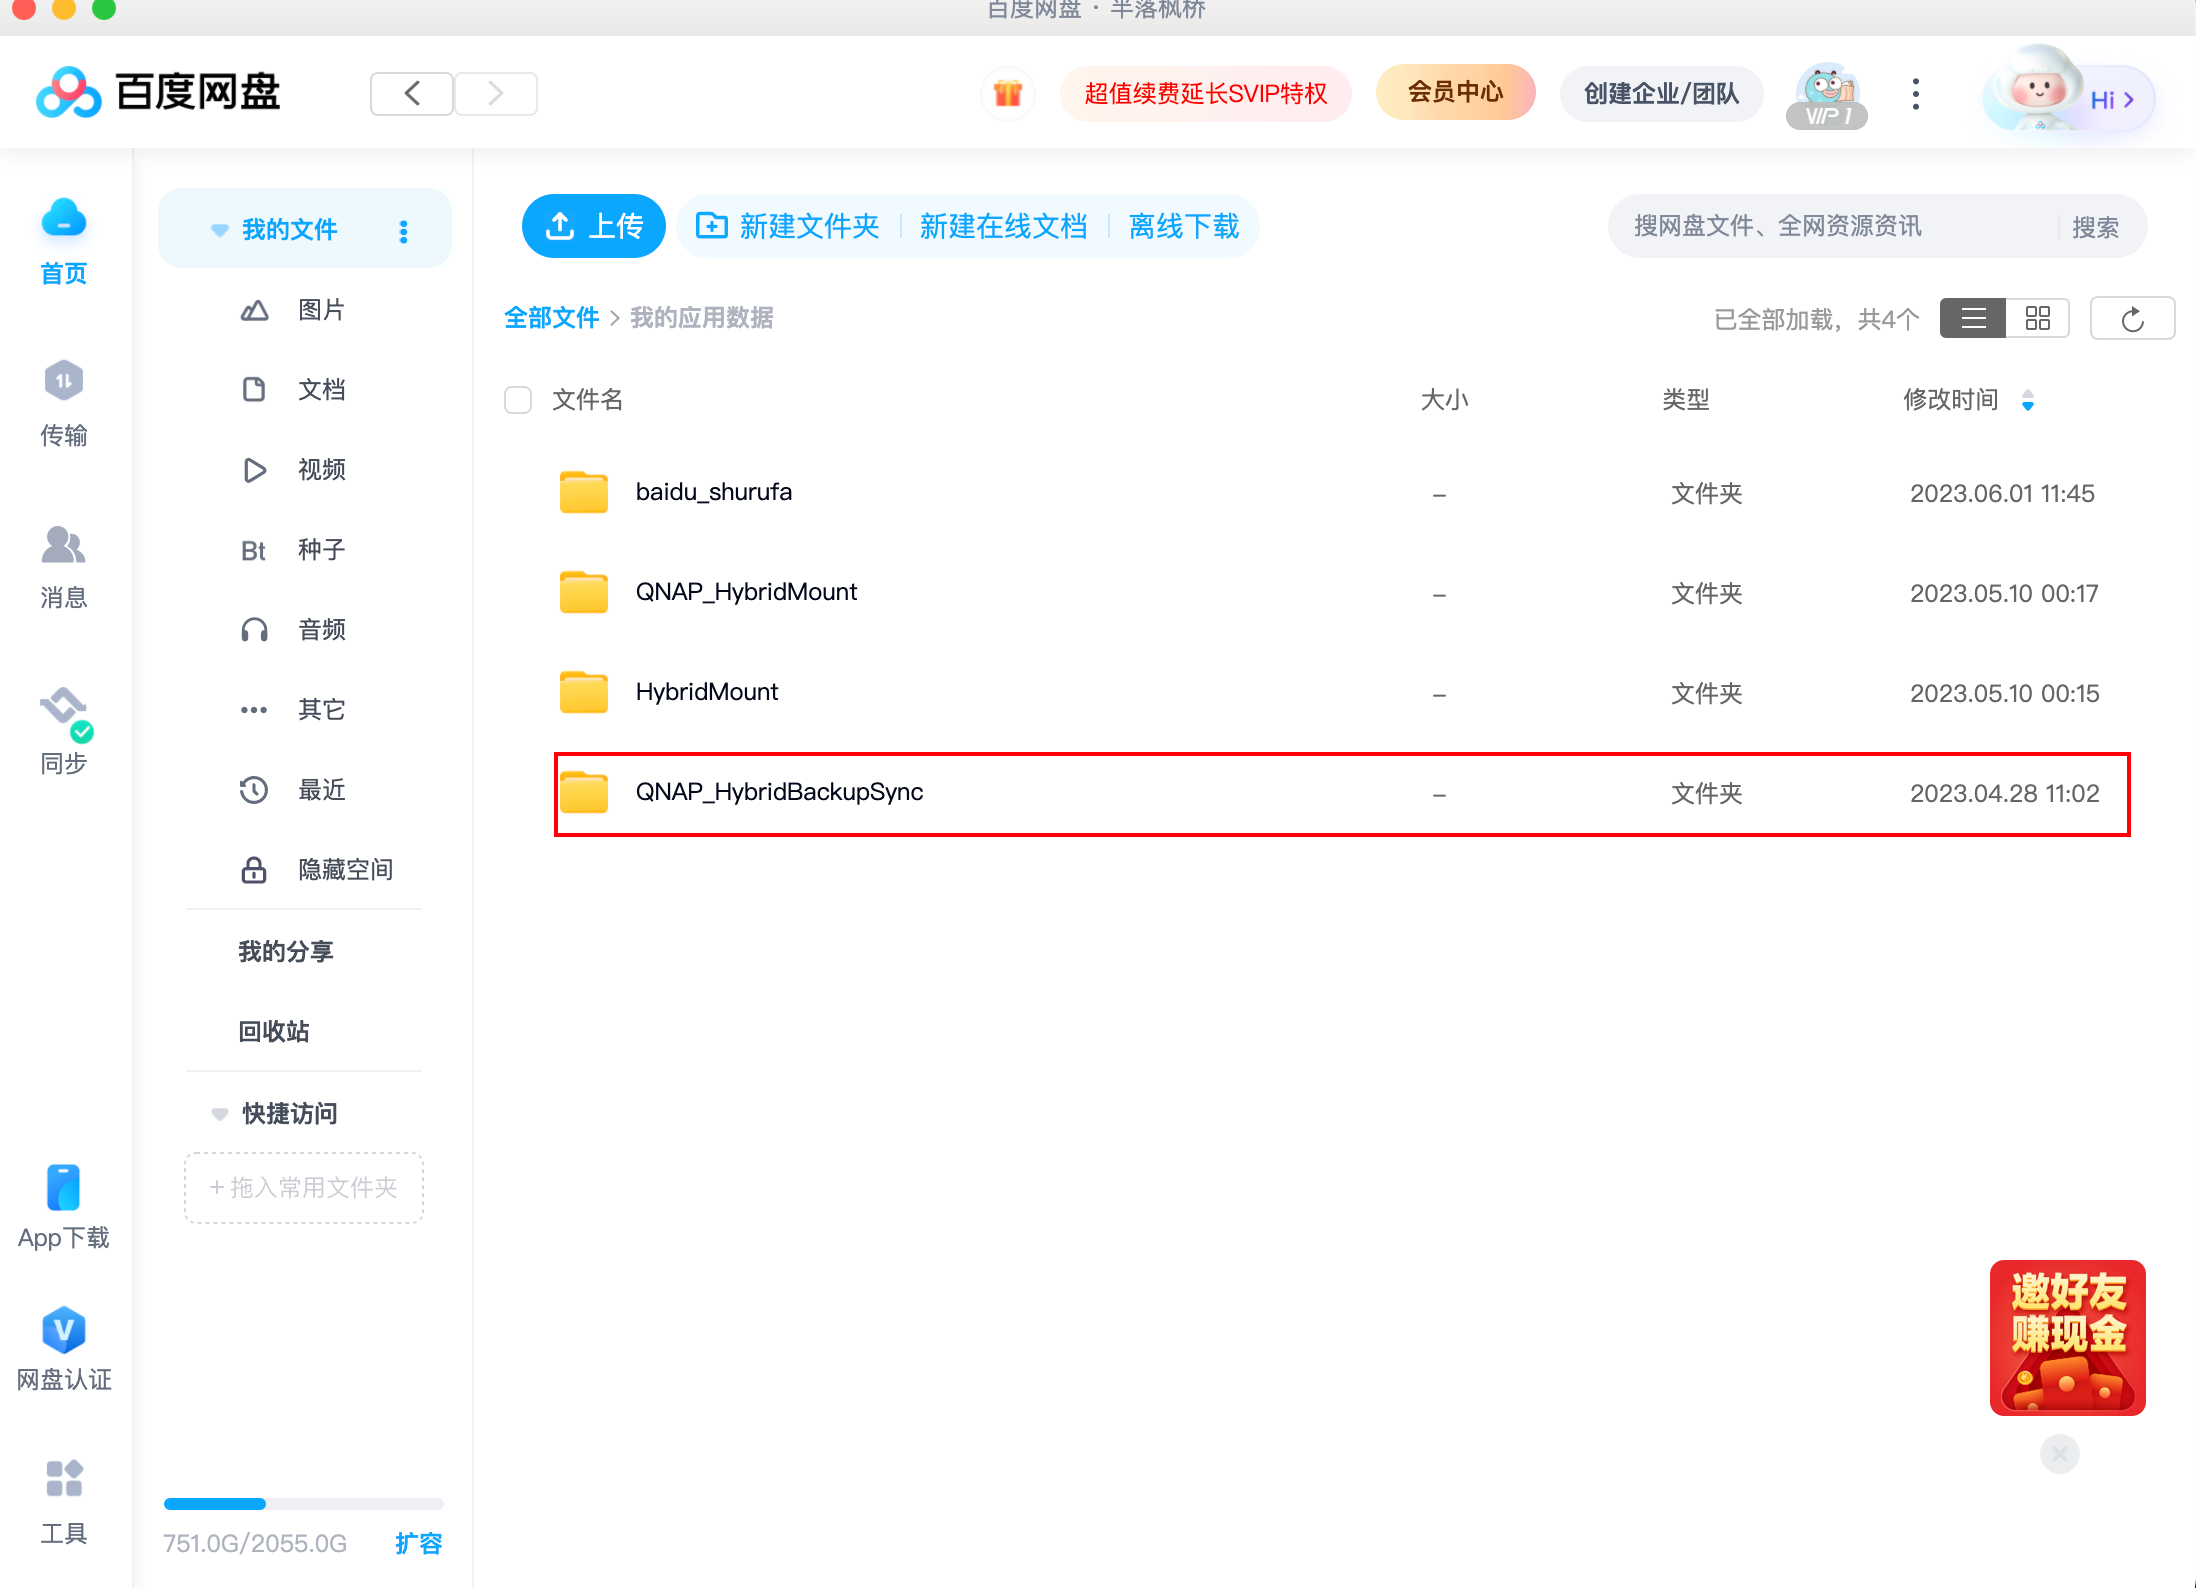 百度网盘 · 半落枫桥
百度网盘
超值续费延长SVIP特权
会员中心
创建企业/团队
VIP 1
Hi
首页
传输
消息
同步
App下载
网盘认证
工具
我的文件
图片
文档
视频
Bt 种子
音频
其它
最近
隐藏空间
我的分享
回收站
快捷访问
+ 拖入常用文件夹
751.0G/2055.0G 扩容
上传 新建文件夹 新建在线文档 离线下载
搜网盘文件、全网资源资讯 搜索
全部文件 > 我的应用数据
已全部加载，共4个
文件名 大小 类型 修改时间
baidu_shurufa – 文件夹 2023.06.01 11:45
QNAP_HybridMount – 文件夹 2023.05.10 00:17
HybridMount – 文件夹 2023.05.10 00:15
QNAP_HybridBackupSync – 文件夹 2023.04.28 11:02
邀好友
赚现金